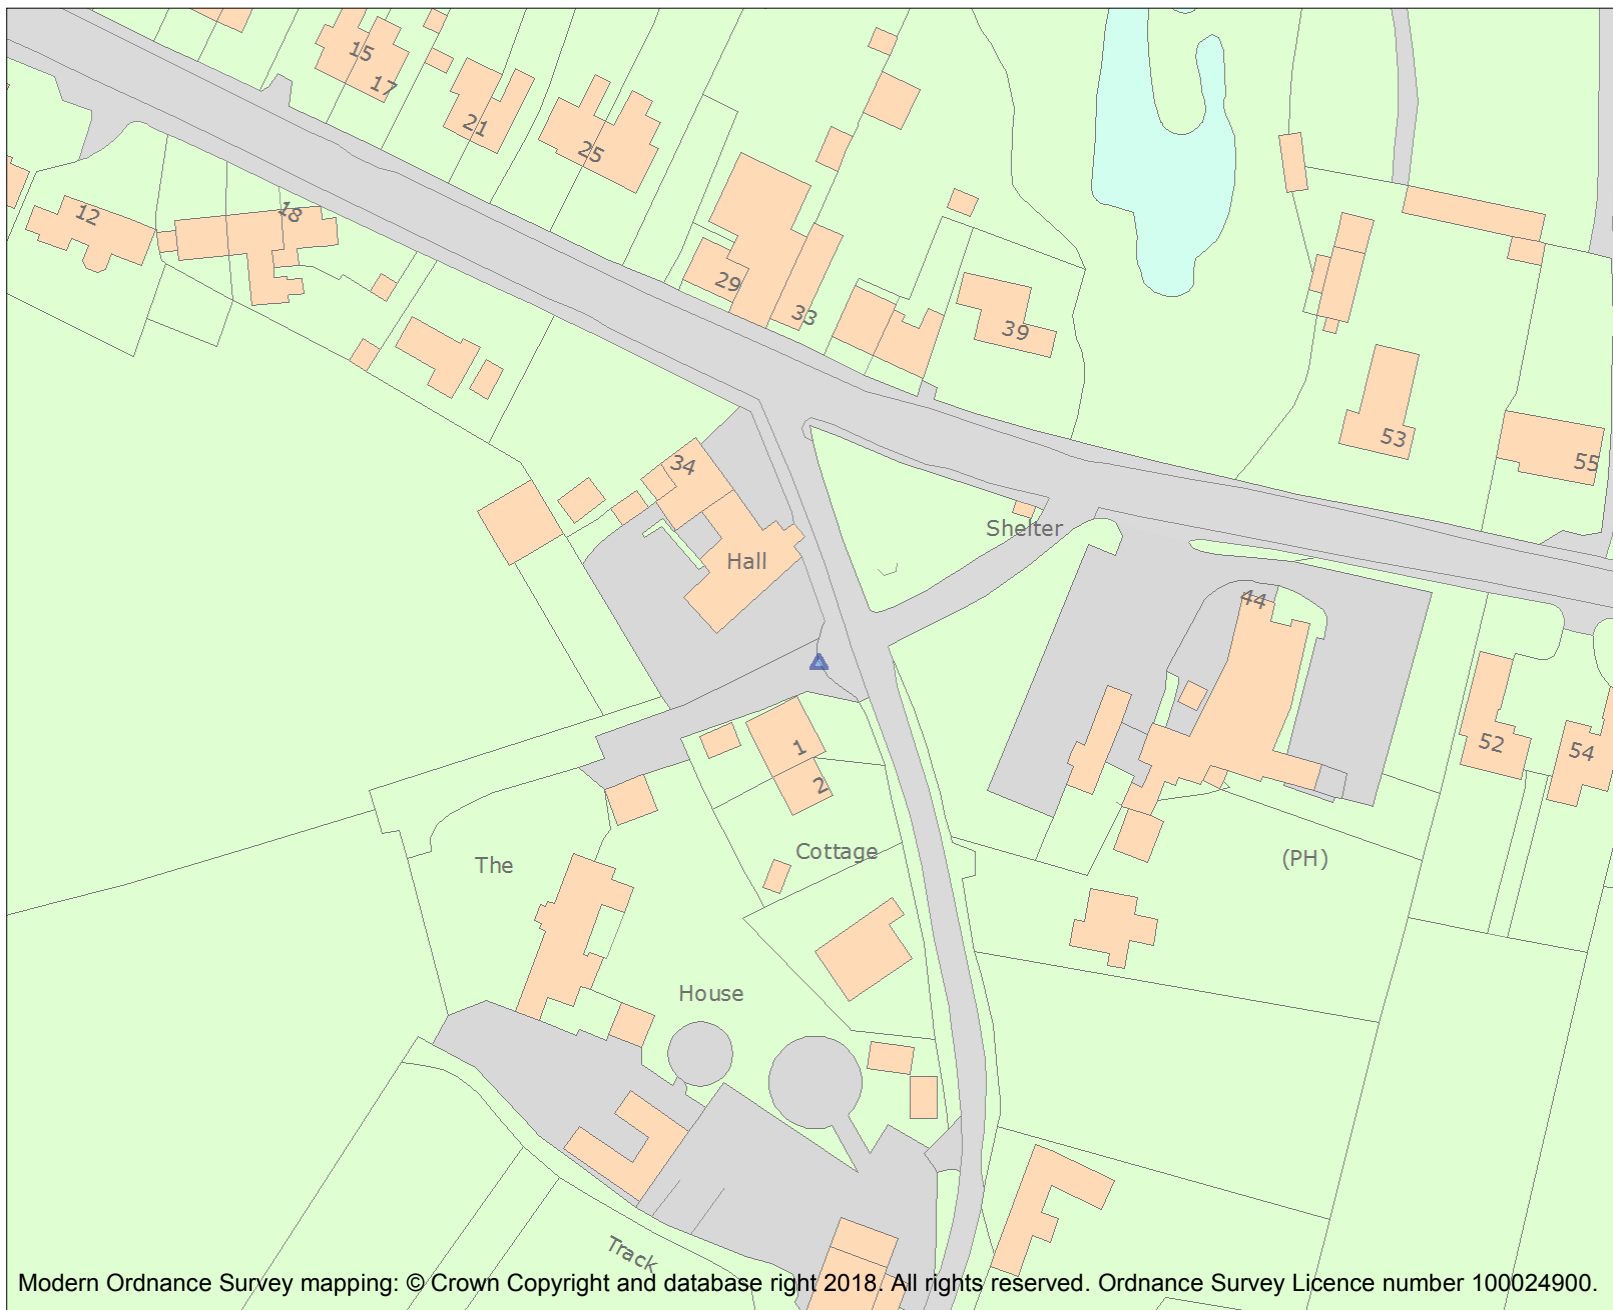 15
17
21
25
12
18
29
33
39
53
55
34
Shelter
Hall
44
1
52
54
2
Cottage
The
(PH)
House
Track
Modern Ordnance Survey mapping: © Crown Copyright and database right 2018. All rights reserved. Ordnance Survey Licence number 100024900.